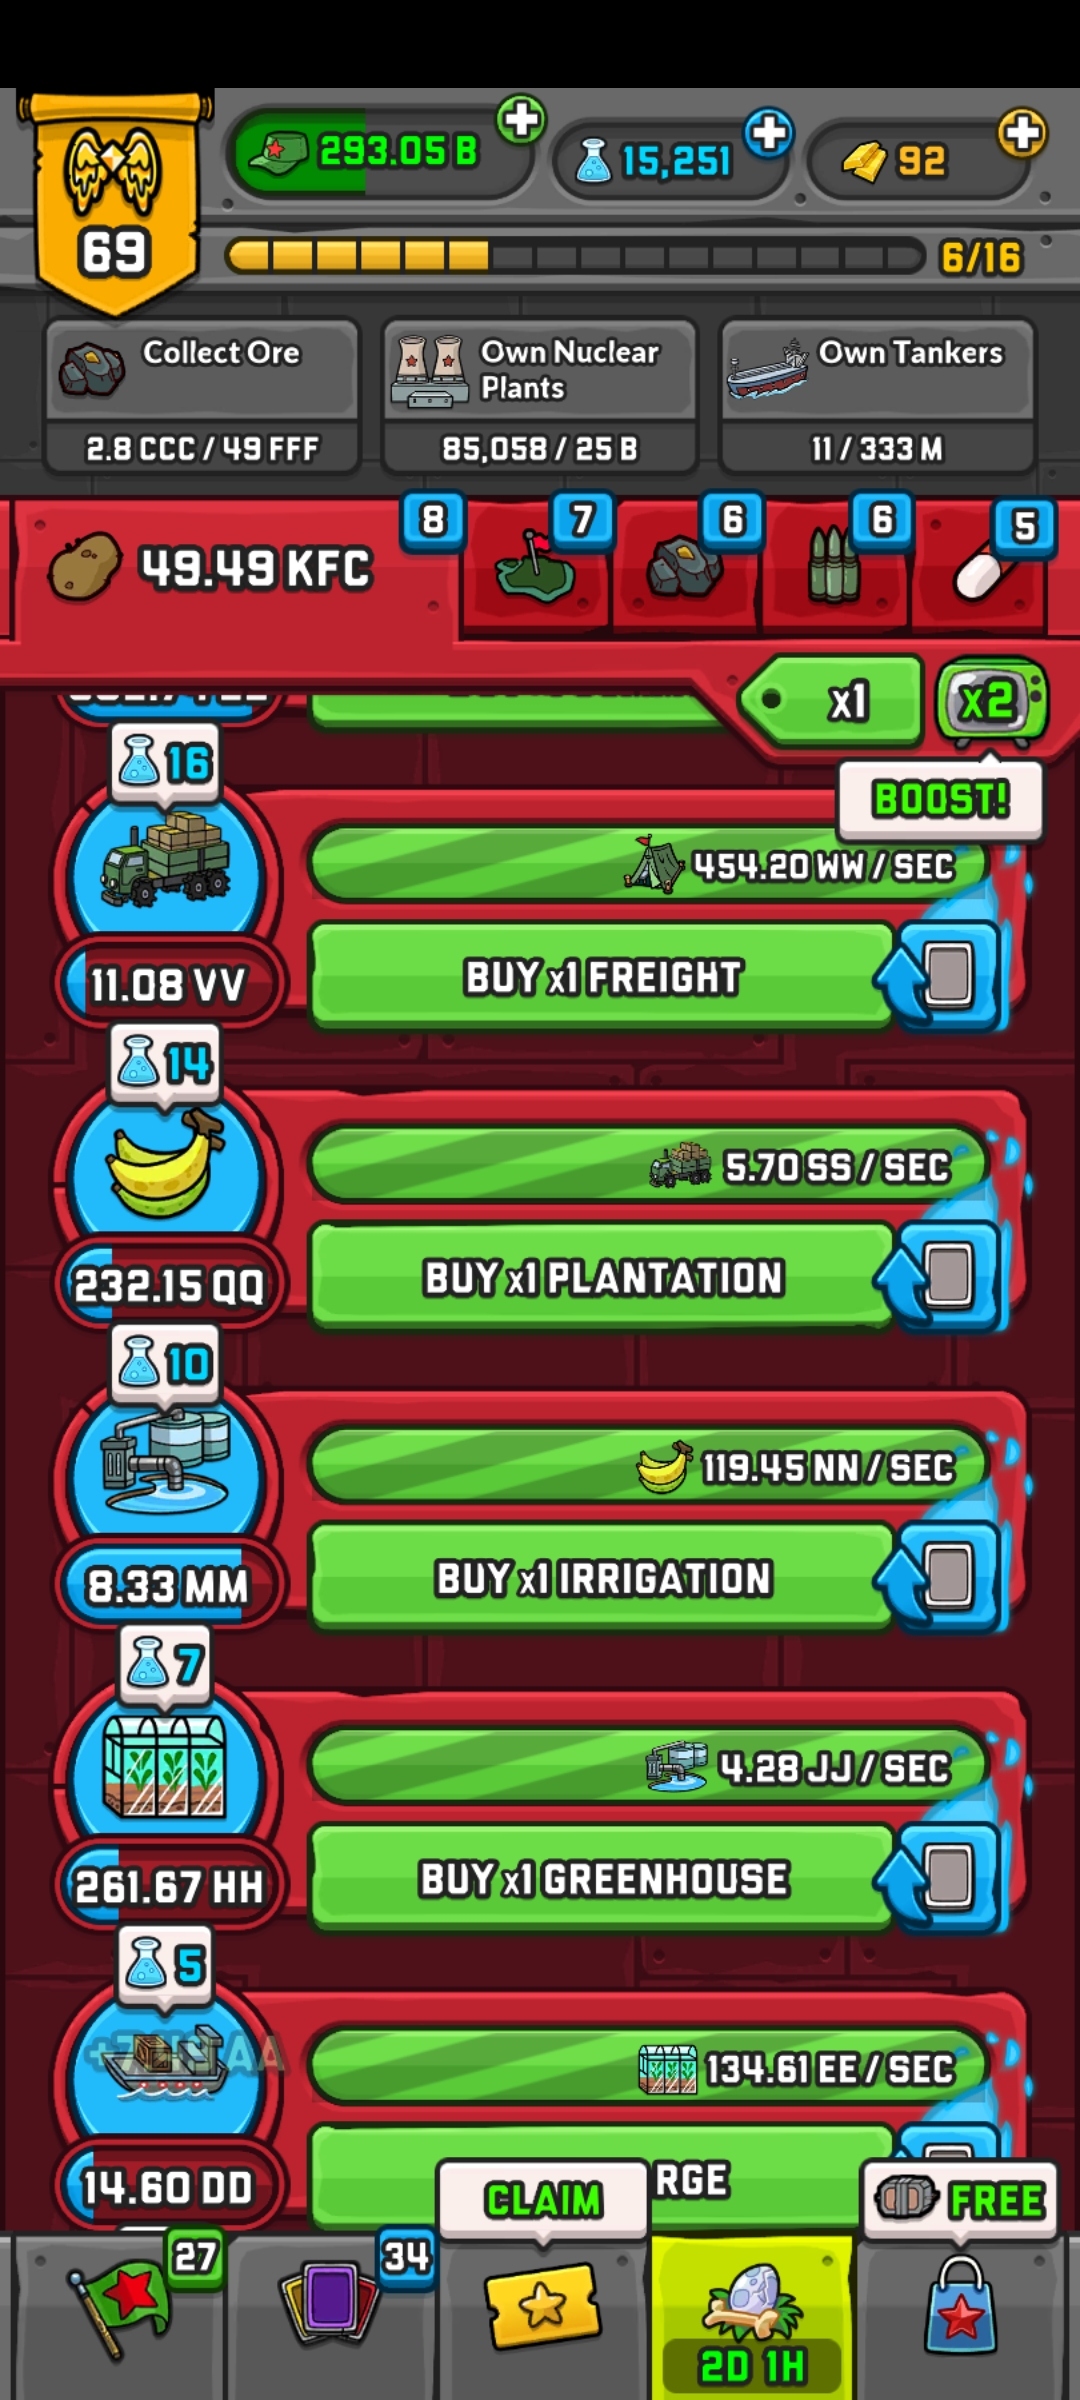 293.05 B
15,251
92
69
6/16
Collect Ore
2.8 CCC / 49 FFF
Own Nuclear
Plants
85,058 / 25 B
Own Tankers
11 / 333 M
49.49 KFC
8
7
6
6
5
x1
x2
BOOST!
16
454.20 WW / SEC
11.08 VV
BUY x1 FREIGHT
14
5.70 SS / SEC
232.15 QQ
BUY x1 PLANTATION
10
119.45 NN / SEC
8.33 MM
BUY x1 IRRIGATION
7
4.28 JJ / SEC
261.67 HH
BUY x1 GREENHOUSE
5
134.61 EE / SEC
14.60 DD
RGE
CLAIM
FREE
27
34
2D 1H